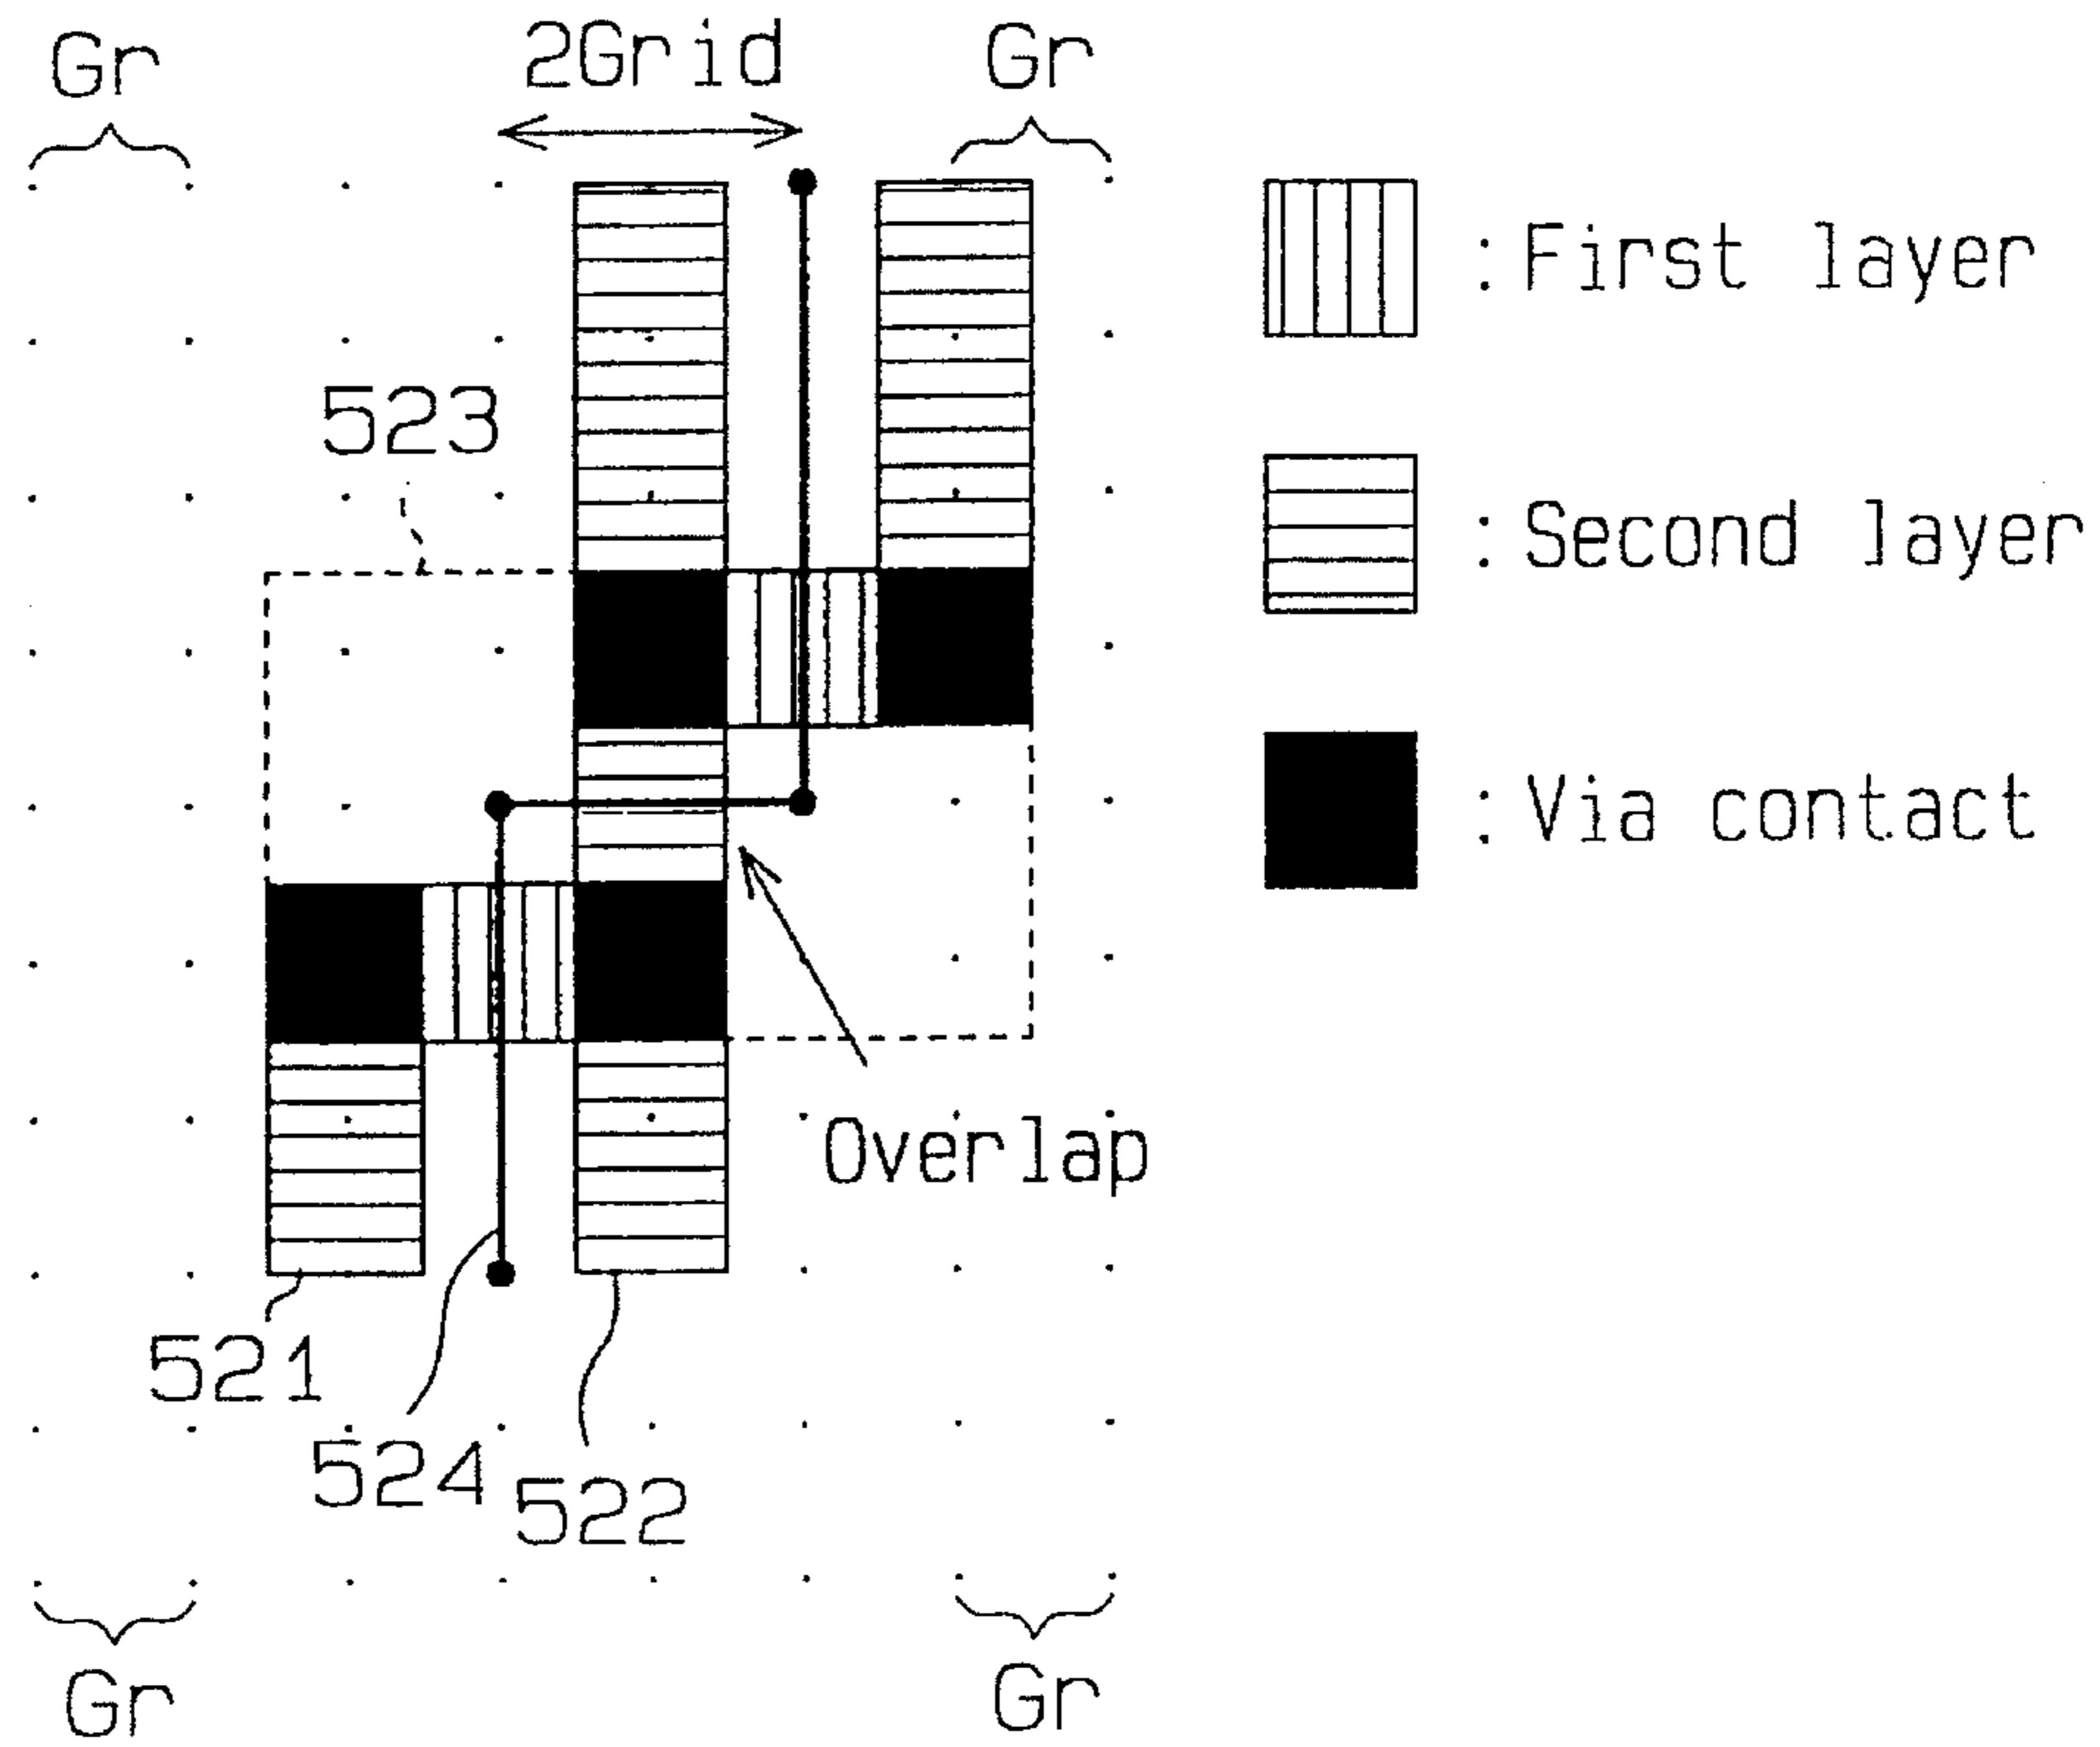 Gr
2Grid
Gr
: First layer
523
: Second layer
: Via contact
Overlap
521
524
522
Gr
Gr